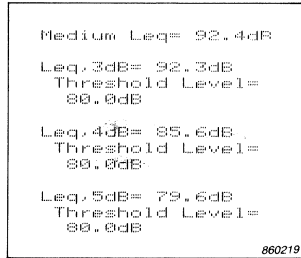 Medium Leq= 92.4dB
Leq,3dB= 92.3dB
Threshold Level=
80.0dB
Leq,4dB= 85.6dB
Threshold Level=
80.0dB
Leq,5dB= 79.6dB
Threshold Level=
80.0dB
860219